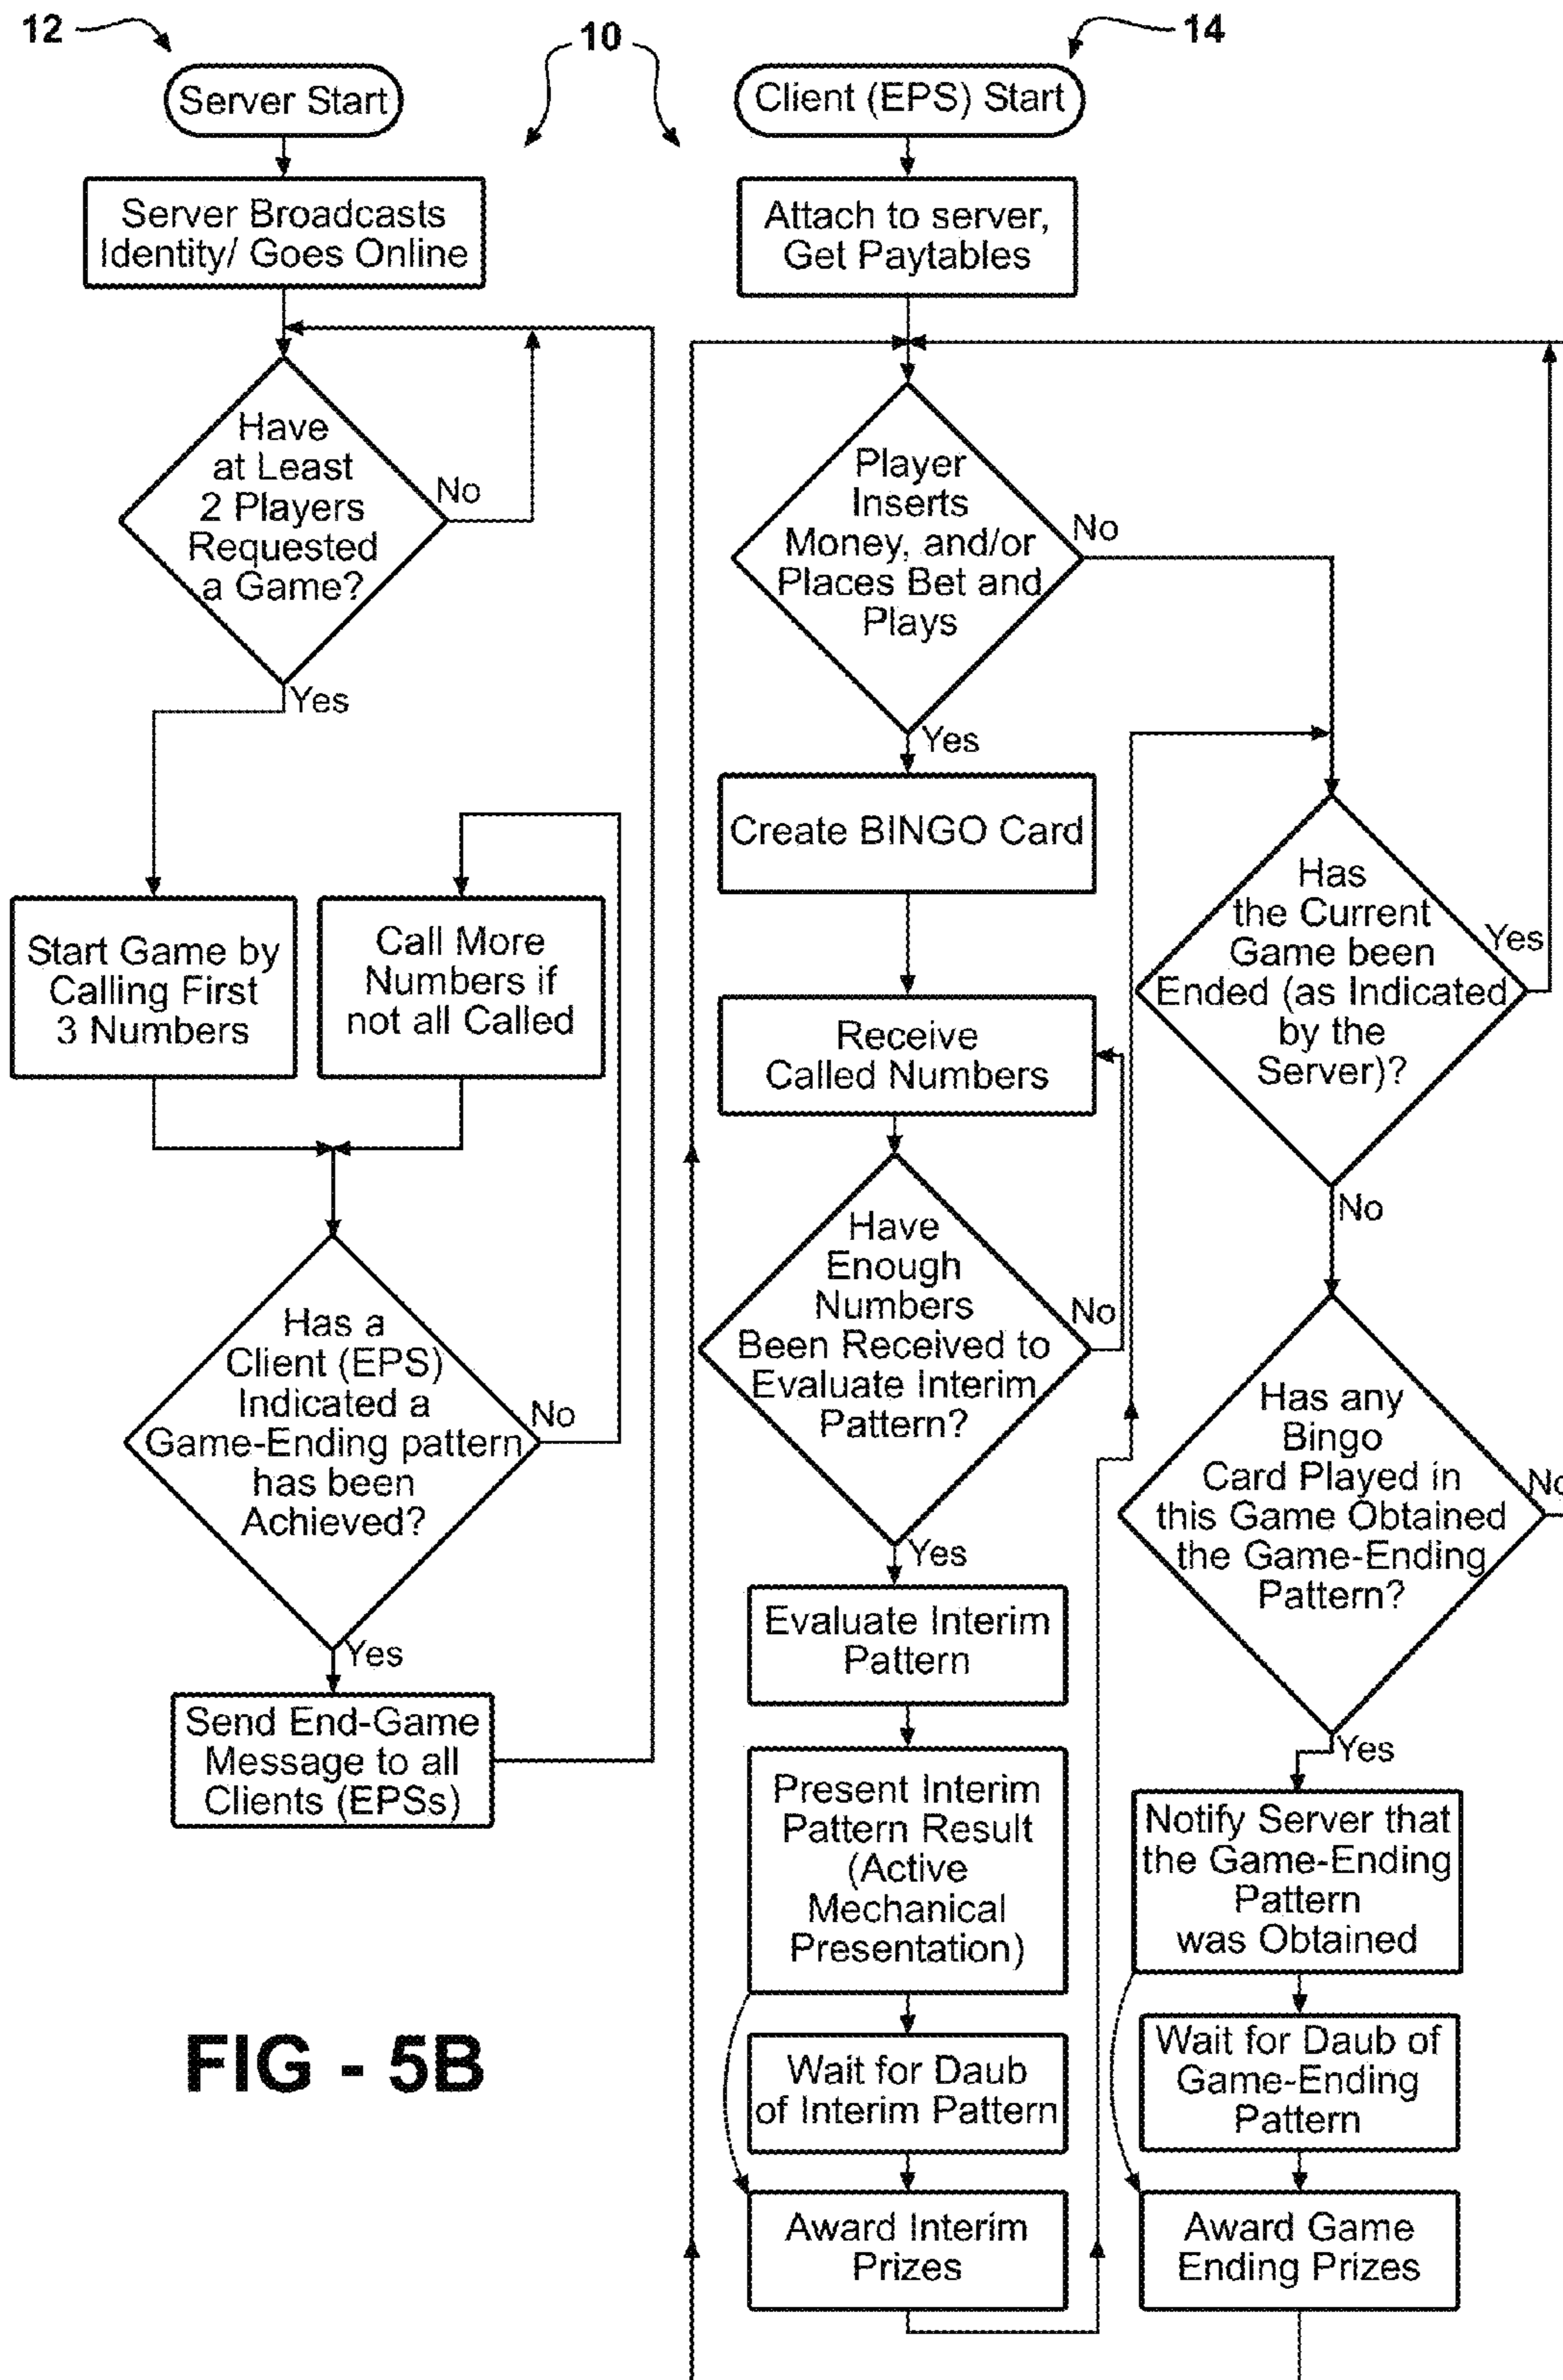 12
10
14
Server Start
Server Broadcasts
Identity/ Goes Online
Have
at Least
2 Players
Requested
a Game?
No
Yes
Start Game by
Calling First
3 Numbers
Call More
Numbers if
not all Called
Has a
Client (EPS)
Indicated a
Game-Ending pattern
has been
Achieved?
No
Yes
Send End-Game
Message to all
Clients (EPSs)
Client (EPS) Start
Attach to server,
Get Paytables
Player
Inserts
Money, and/or
Places Bet and
Plays
No
Yes
Create BINGO Card
Receive
Called Numbers
Have
Enough
Numbers
Been Received to
Evaluate Interim
Pattern?
No
Yes
Evaluate Interim
Pattern
Present Interim
Pattern Result
(Active
Mechanical
Presentation)
Wait for Daub
of Interim Pattern
Award Interim
Prizes
Has
the Current
Game been
Ended (as Indicated
by the
Server)?
Yes
No
Has any
Bingo
Card Played in
this Game Obtained
the Game-Ending
Pattern?
No
Yes
Notify Server that
the Game-Ending
Pattern
was Obtained
Wait for Daub of
Game-Ending
Pattern
Award Game
Ending Prizes
FIG - 5B